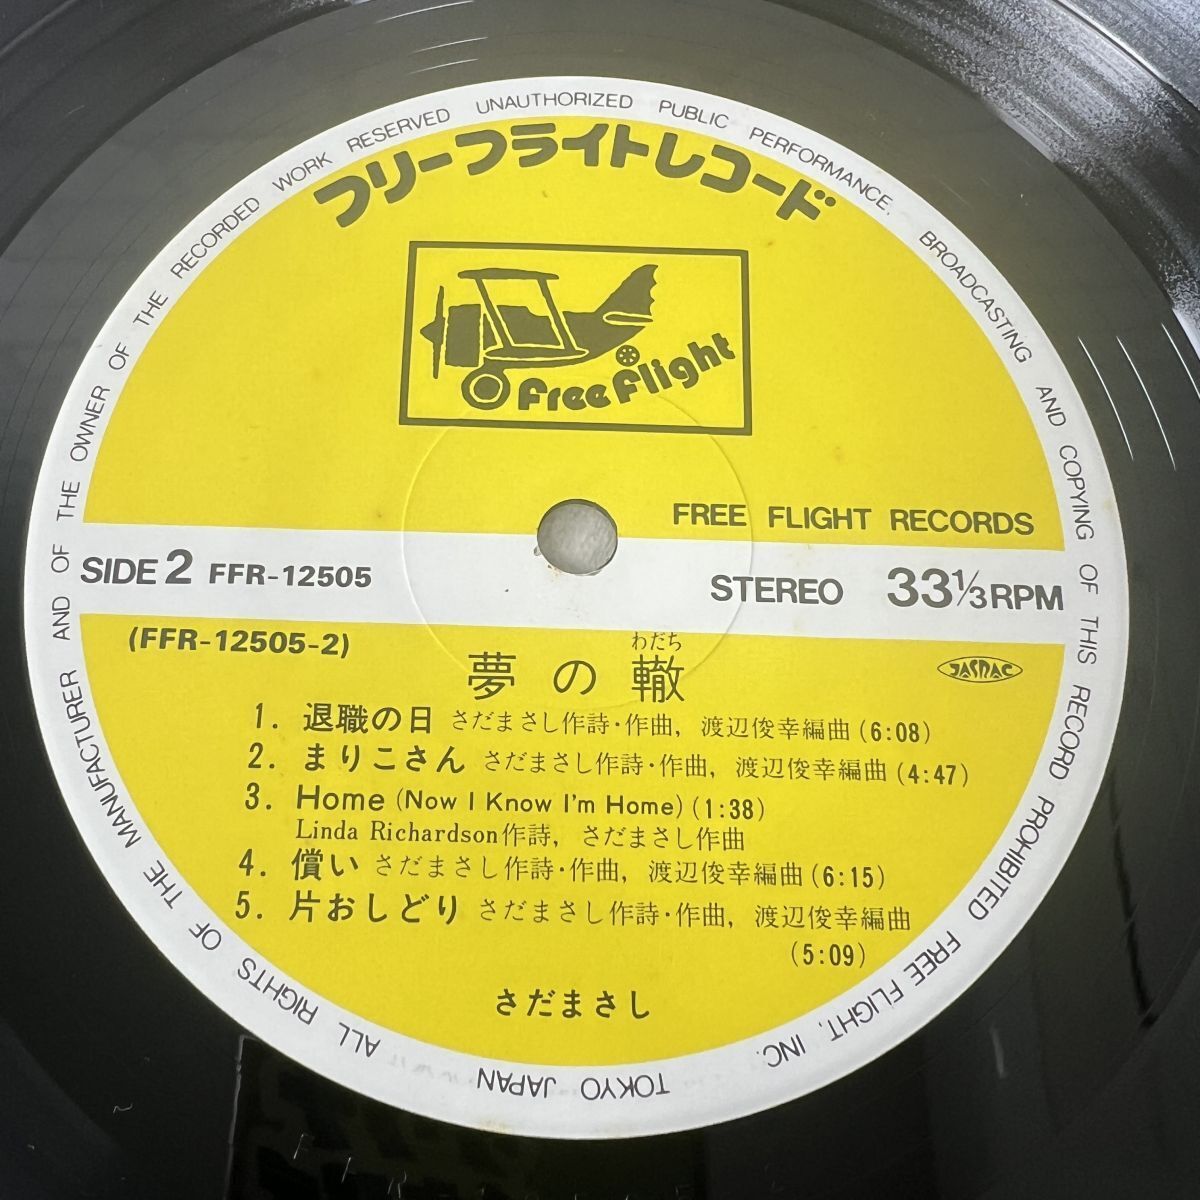 ALL RIGHTS OF THE MANUFACTURER AND OF THE OWNER OF THE RECORDED WORK RESERVED UNAUTHORIZED PUBLIC PERFORMANCE, BROADCASTING AND COPYING OF THIS RECORD PROHIBITED FREE FLIGHT, INC. TOKYO JAPAN
フリーフライトレコード
free flight
FREE FLIGHT RECORDS
SIDE 2 FFR-12505
STEREO 33 1/3 RPM
(FFR-12505-2)
JASRAC
わだち
夢の轍
1. 退職の日 さだまさし作詩・作曲, 渡辺俊幸編曲 (6:08)
2. まりこさん さだまさし作詩・作曲, 渡辺俊幸編曲 (4:47)
3. Home (Now I Know I'm Home) (1:38)
Linda Richardson作詩, さだまさし作曲
4. 償い さだまさし作詩・作曲, 渡辺俊幸編曲 (6:15)
5. 片おしどり さだまさし作詩・作曲, 渡辺俊幸編曲
(5:09)
さだまさし